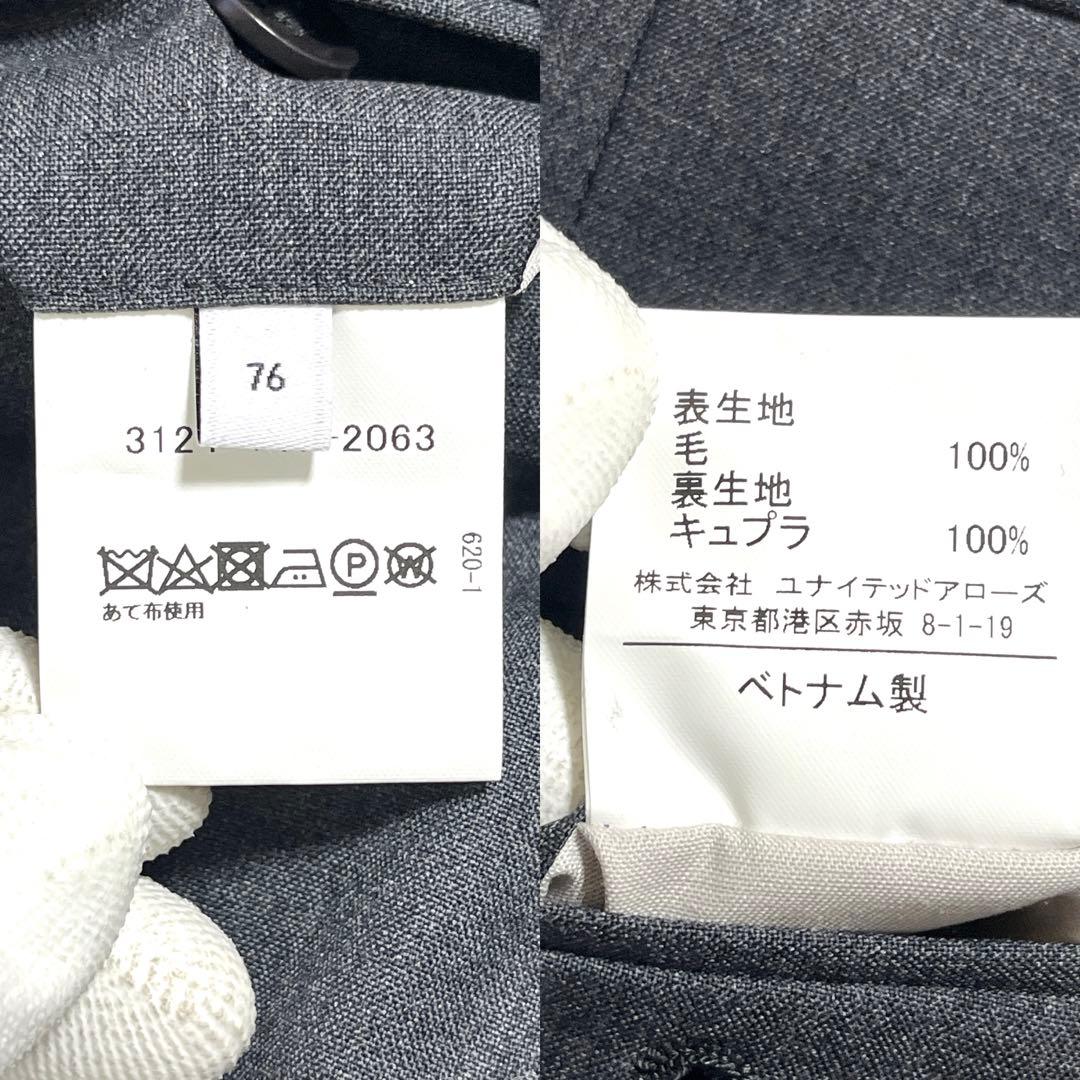 76
312 -2063
P W
あて布使用
620-1
表生地
毛 100%
裏生地
キュプラ 100%
株式会社 ユナイテッドアローズ
東京都港区赤坂 8-1-19
ベトナム製